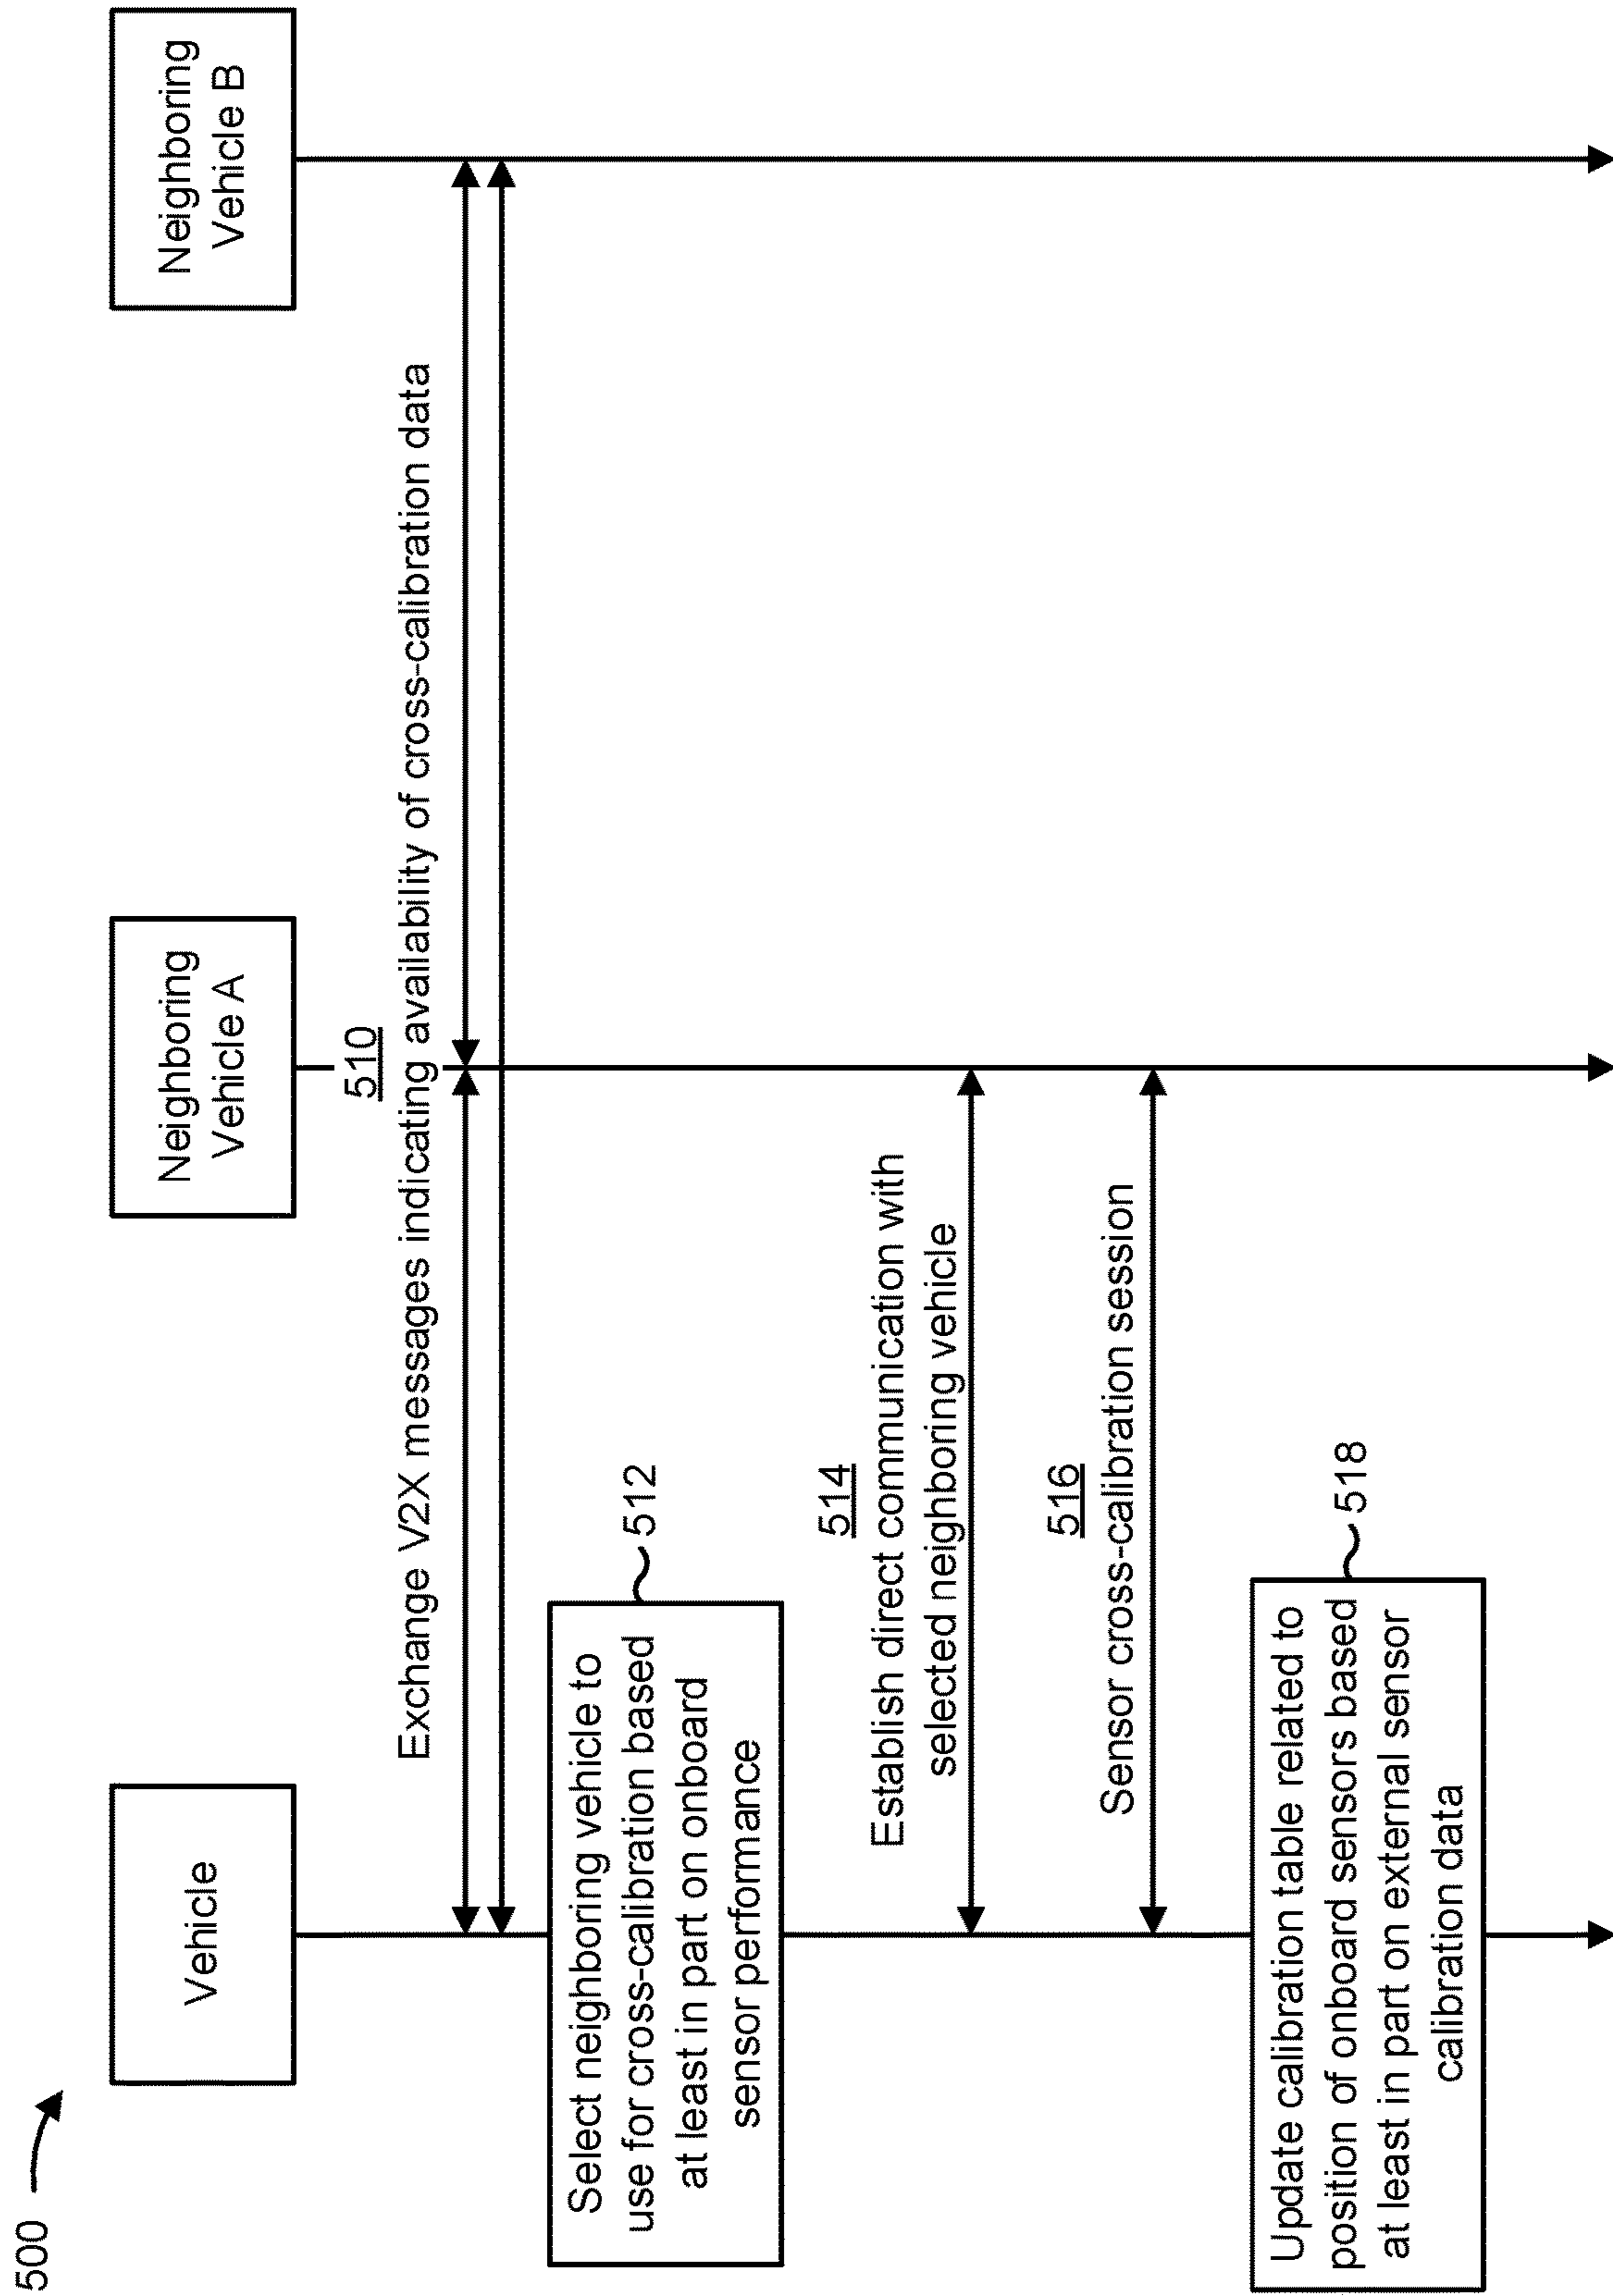 500
Vehicle
Neighboring
Vehicle A
Neighboring
Vehicle B
510
Exchange V2X messages indicating availability of cross-calibration data
Select neighboring vehicle to
use for cross-calibration based
at least in part on onboard
sensor performance
512
514
Establish direct communication with
selected neighboring vehicle
516
Sensor cross-calibration session
Update calibration table related to
position of onboard sensors based
at least in part on external sensor
calibration data
518